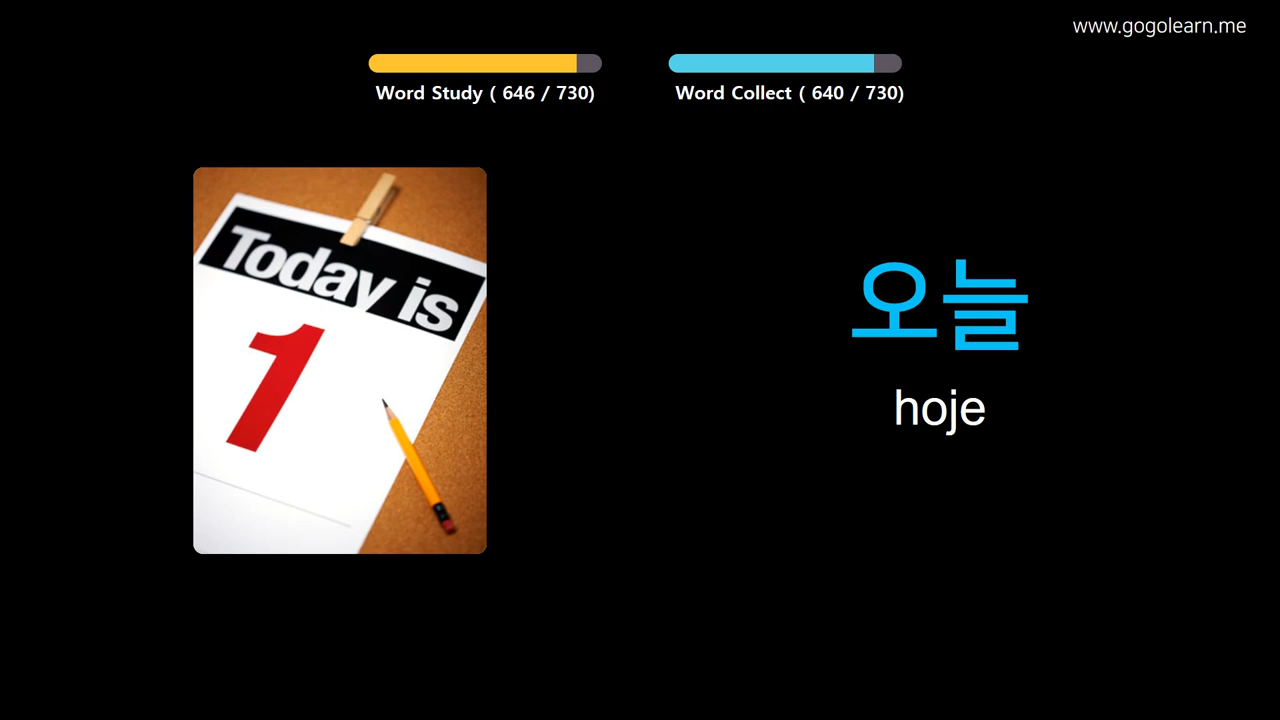 www.gogolearn.me
Word Study ( 646 / 730)
Word Collect ( 640 / 730)
Today is
1
오늘
hoje